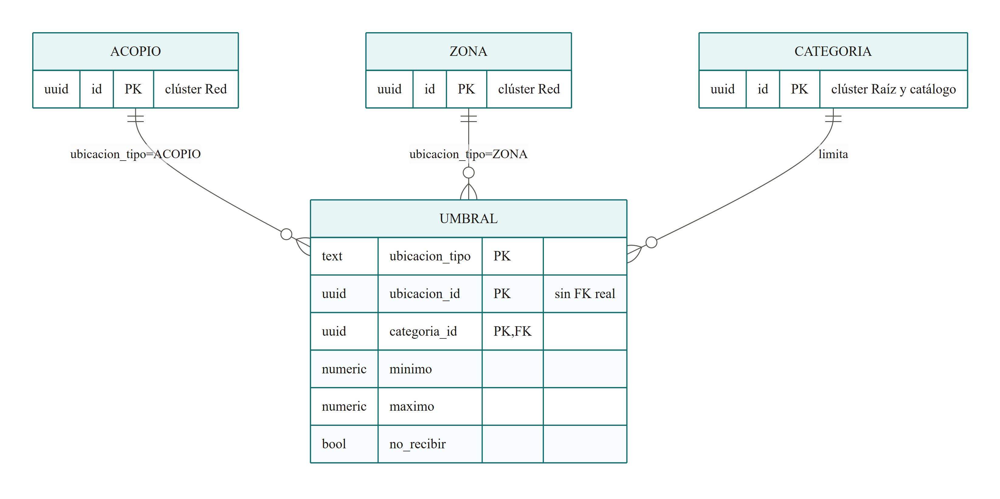 ACOPIO
uuid id PK clúster Red
ZONA
uuid id PK clúster Red
CATEGORIA
uuid id PK clúster Raíz y catálogo
ubicacion_tipo=ACOPIO
ubicacion_tipo=ZONA
limita
UMBRAL
text ubicacion_tipo PK
uuid ubicacion_id PK sin FK real
uuid categoria_id PK,FK
numeric minimo
numeric maximo
bool no_recibir